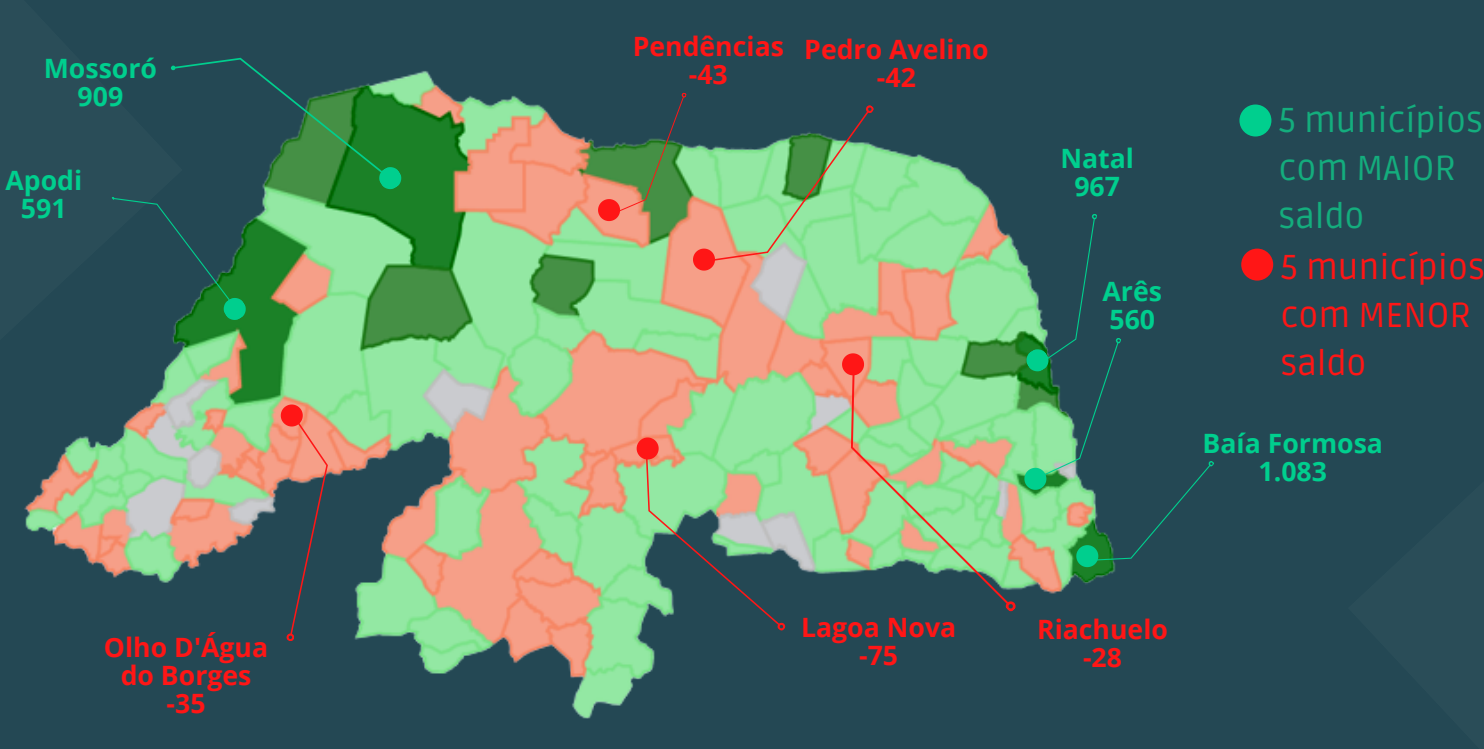 Mossoró
909
Apodi
591
Pendências
-43
Pedro Avelino
-42
Natal
967
Arês
560
Baía Formosa
1.083
Olho D'Água
do Borges
-35
Lagoa Nova
-75
Riachuelo
-28
5 municípios
com MAIOR
saldo
5 municípios
com MENOR
saldo